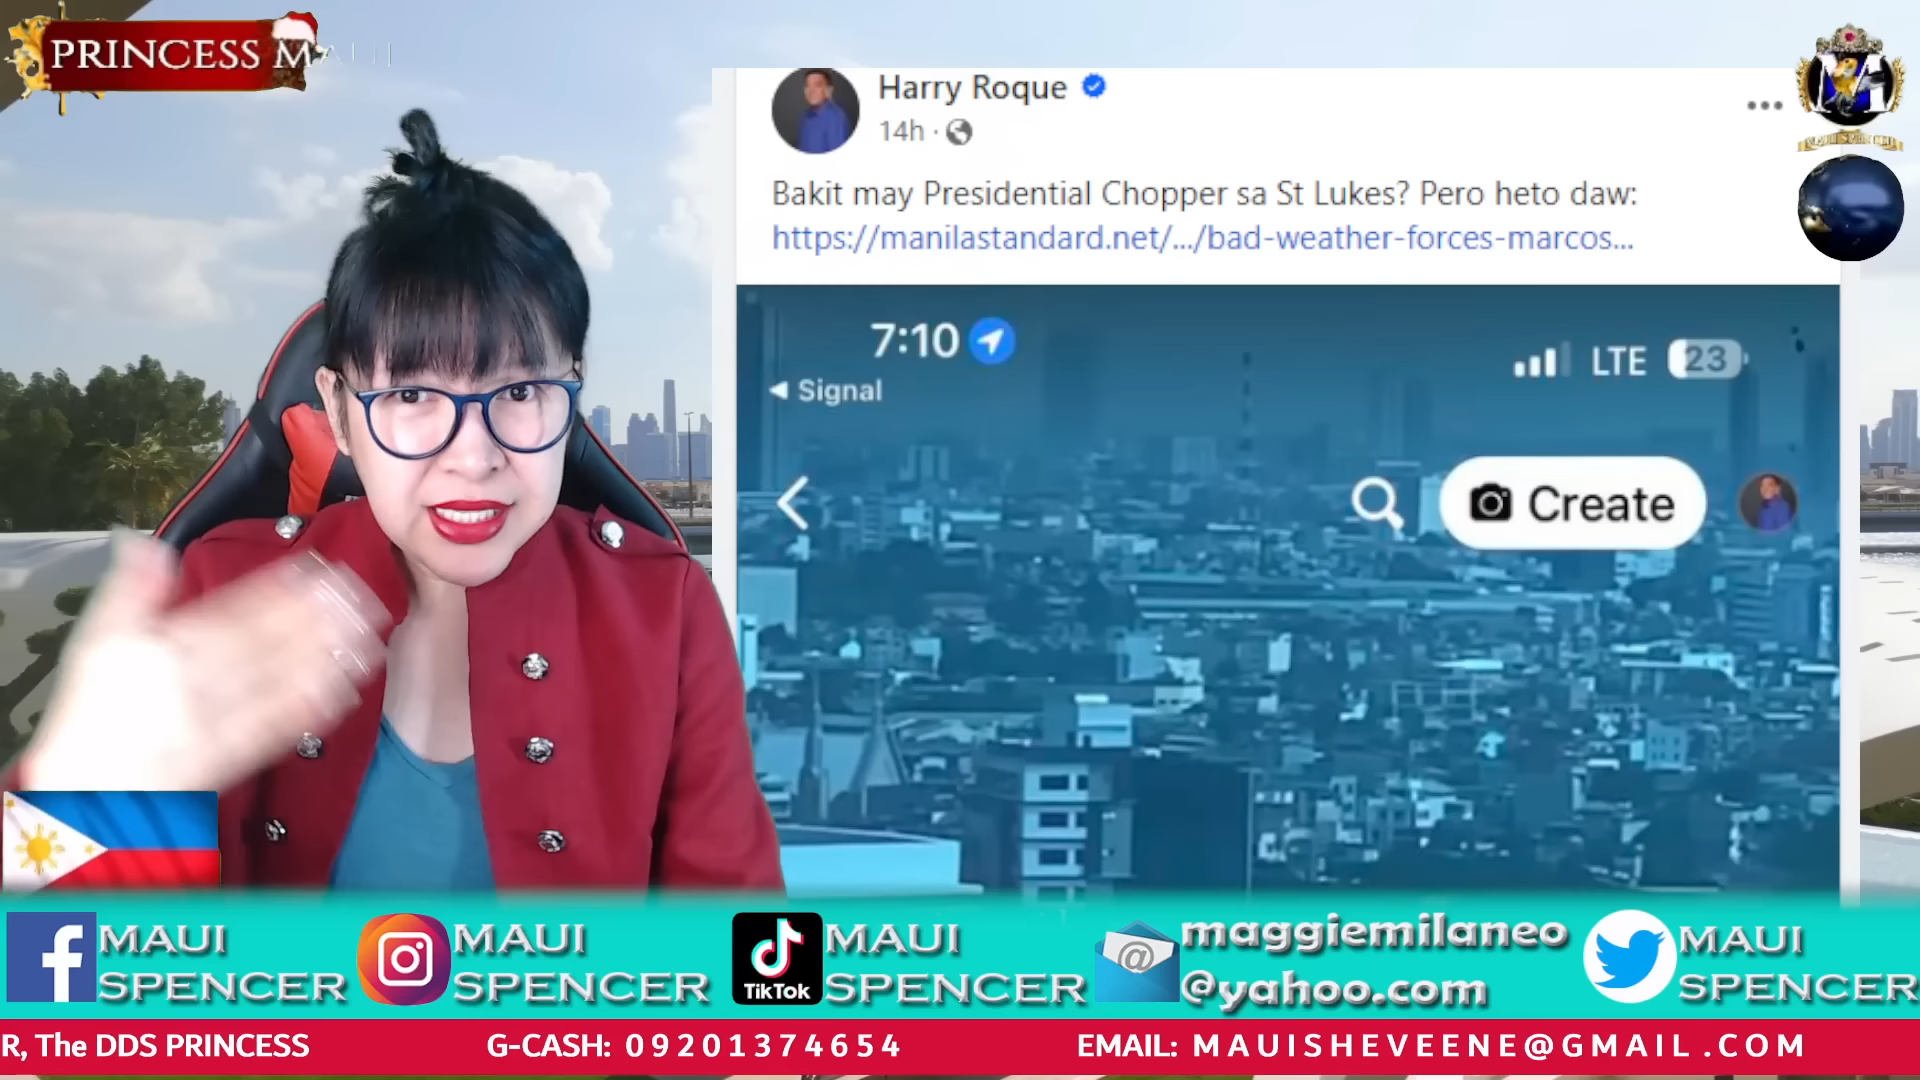 PRINCESS MAUI
Harry Roque
14h ·
Bakit may Presidential Chopper sa St Lukes? Pero heto daw:
https://manilastandard.net/.../bad-weather-forces-marcos...
7:10
LTE 23
◀ Signal
Create
M
MAUI
SPENCER
MAUI
SPENCER
TikTok
MAUI
SPENCER
@
maggiemilaneo
@yahoo.com
MAUI
SPENCER
R, The DDS PRINCESS G-CASH: 09201374654 EMAIL: MAUISHEVEENE@GMAIL .COM